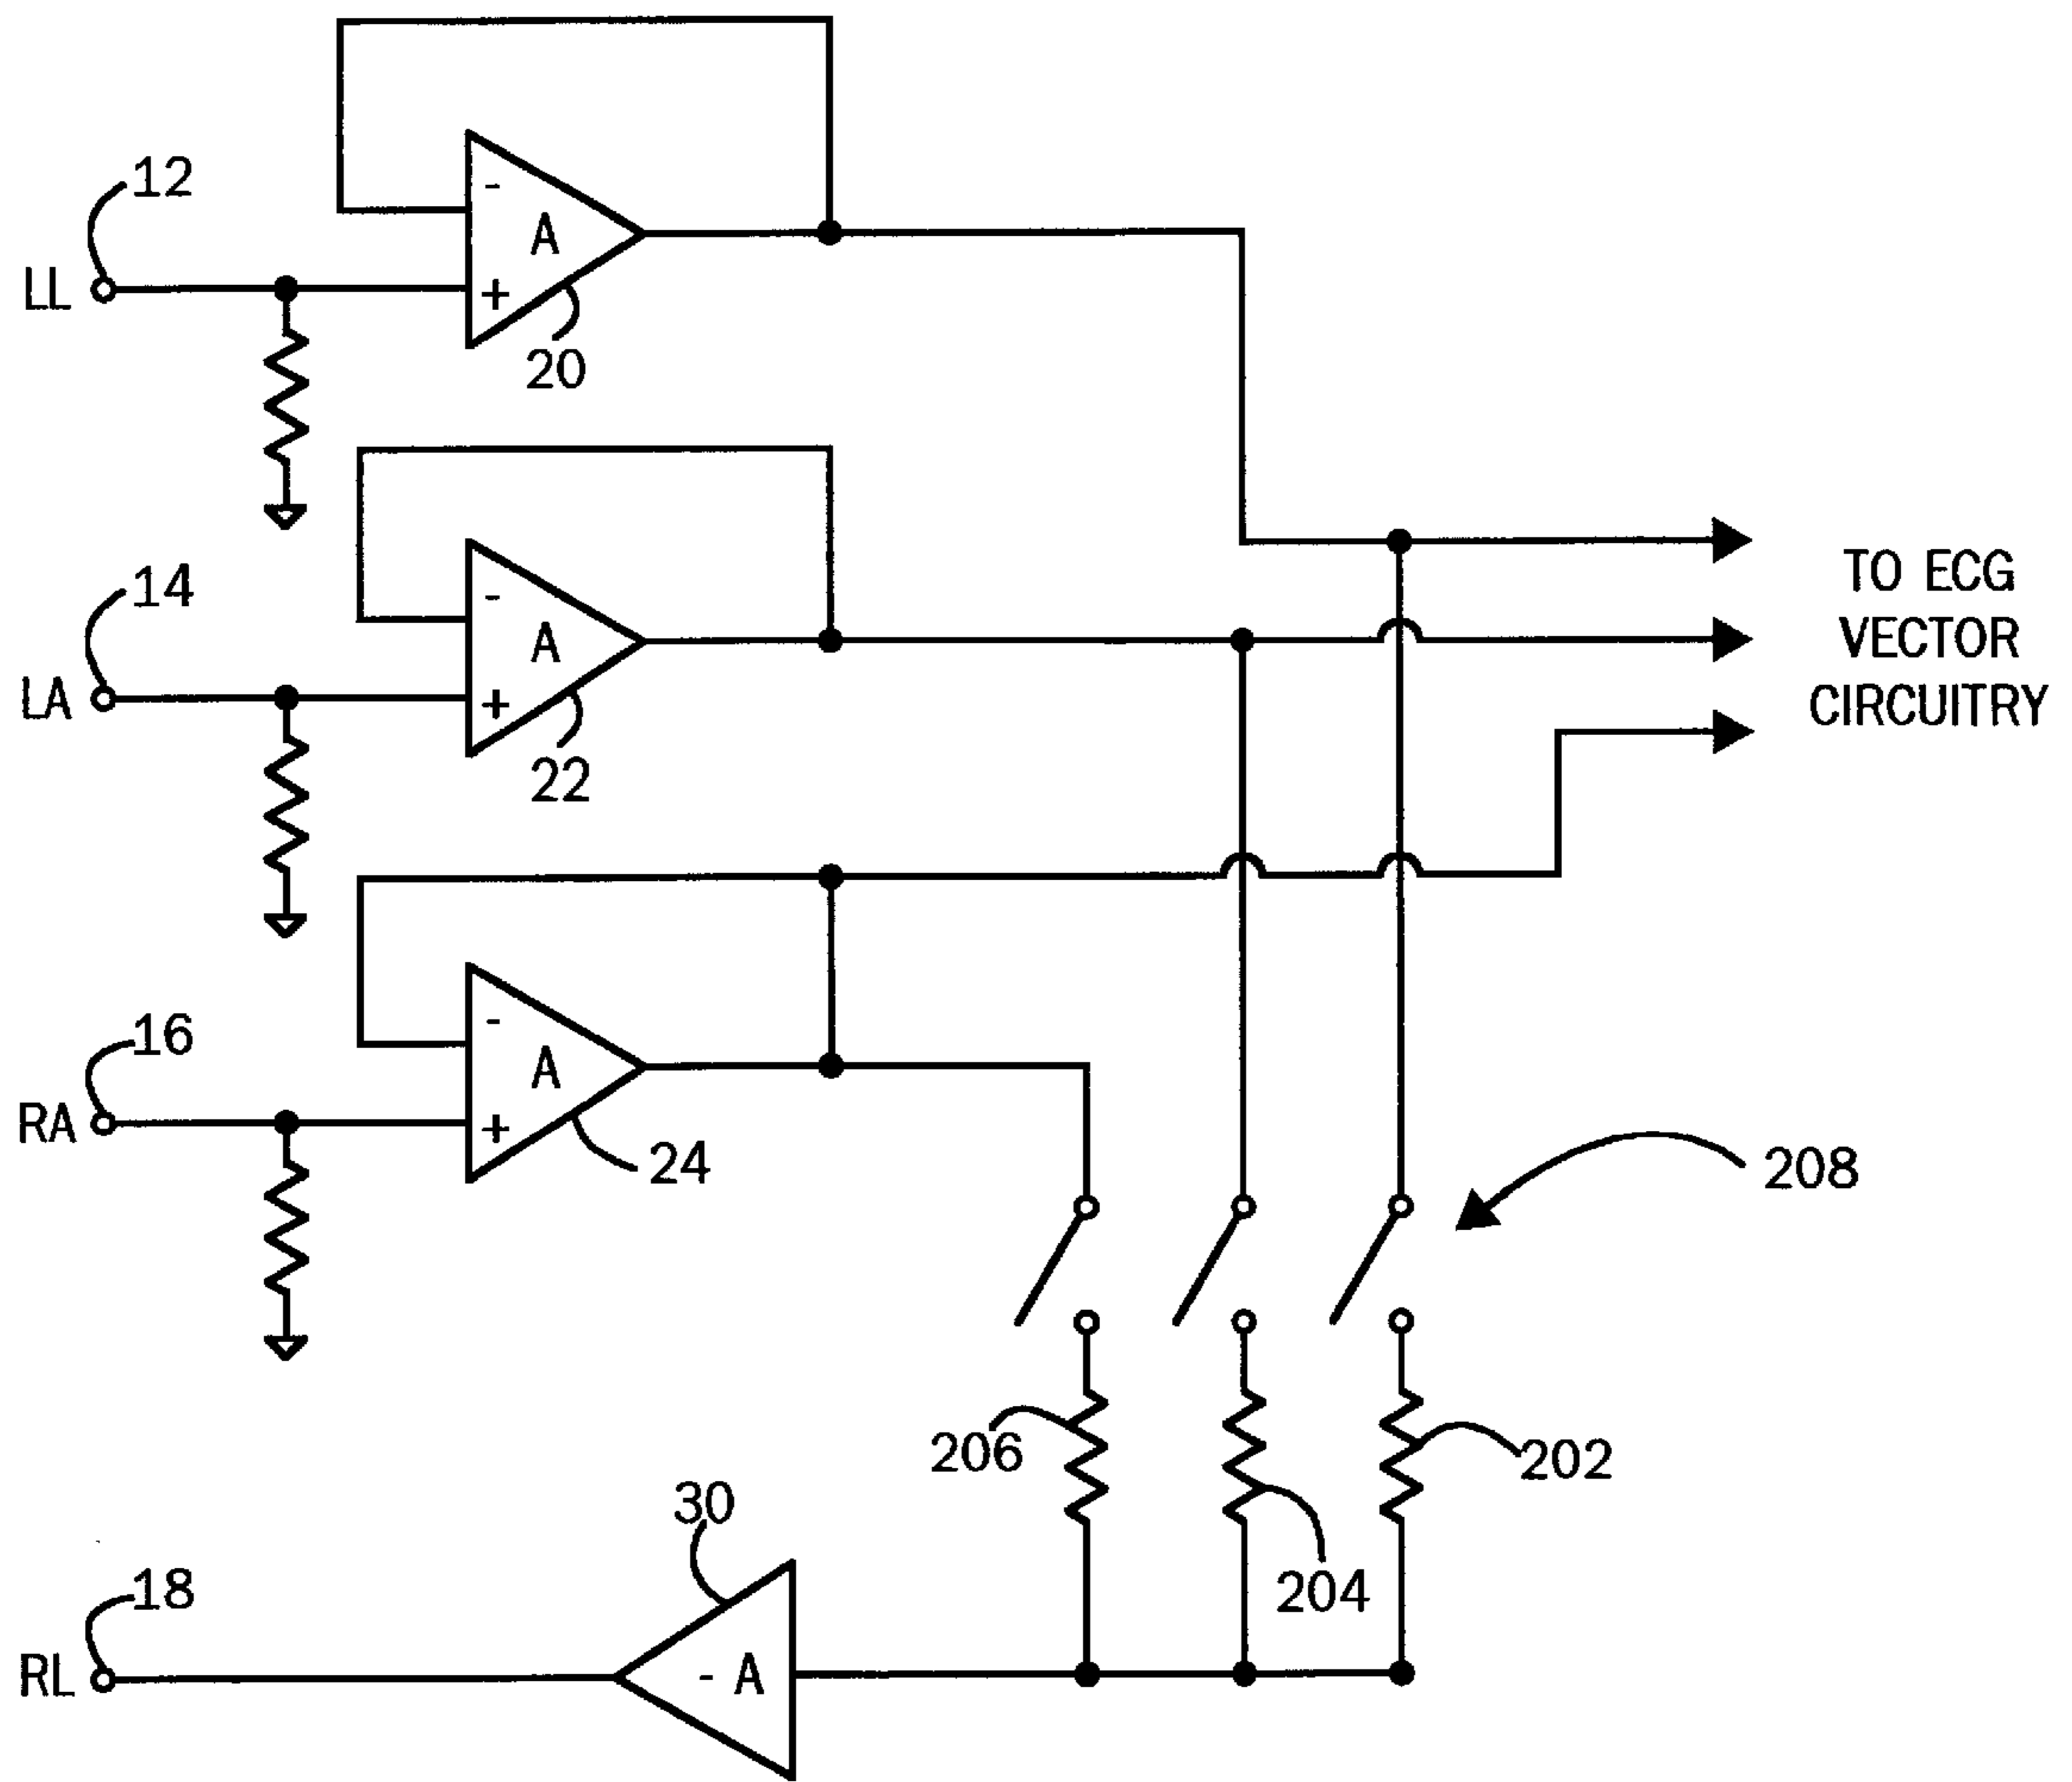 12
-
A
LL
+
20
14
-
A
LA
+
22
TO ECG
VECTOR
CIRCUITRY
16
-
A
RA
+
24
208
206
202
30
204
18
RL
- A